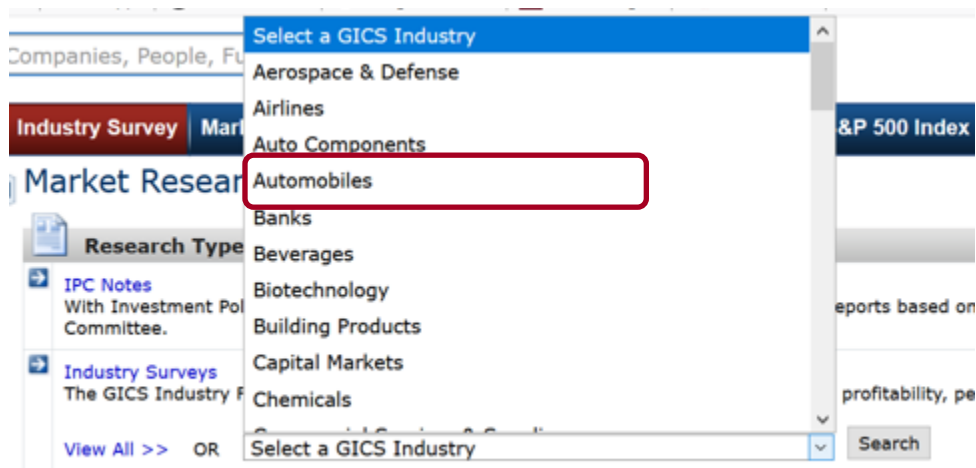 Select a GICS Industry
Companies, People, Fu
Aerospace & Defense
Airlines
Industry Survey Mar &P 500 Index
Auto Components
Market Resear
Automobiles
Banks
Research Type
Beverages
IPC Notes
Biotechnology
With Investment Pol eports based on
Committee.
Building Products
Capital Markets
Industry Surveys
The GICS Industry F profitability, pe
Chemicals
View All >> OR Select a GICS Industry Search